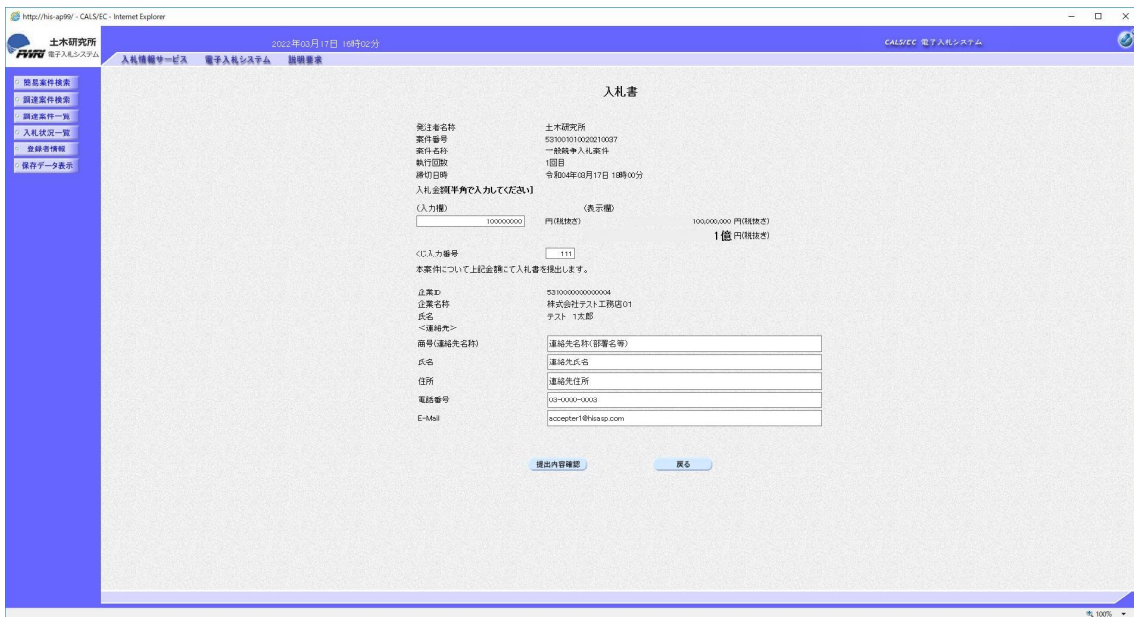 http://his-ap99/ - CALS/EC - Internet Explorer
土木研究所
PWRI 電子入札システム
2022年03月17日 16時02分
CALS/EC 電子入札システム
入札情報サービス 電子入札システム 説明要求
簡易案件検索
調達案件検索
調達案件一覧
入札状況一覧
登録者情報
保存データ表示
入札書
発注者名称 土木研究所
案件番号 531001010020210037
案件名称 一般競争入札案件
執行回数 1回目
締切日時 令和04年03月17日 18時00分
入札金額[半角で入力してください]
(入力欄) (表示欄)
100000000 円(税抜き) 100,000,000 円(税抜き)
1億 円(税抜き)
くじ入力番号 111
本案件について上記金額にて入札書を提出します。
企業ID 5310000000000004
企業名称 株式会社テスト工務店01
氏名 テスト 1太郎
<連絡先>
商号(連絡先名称) 連絡先名称(部署名等)
氏名 連絡先氏名
住所 連絡先住所
電話番号 03-0000-0003
E-Mail accepter1@hisasp.com
提出内容確認 戻る
100%